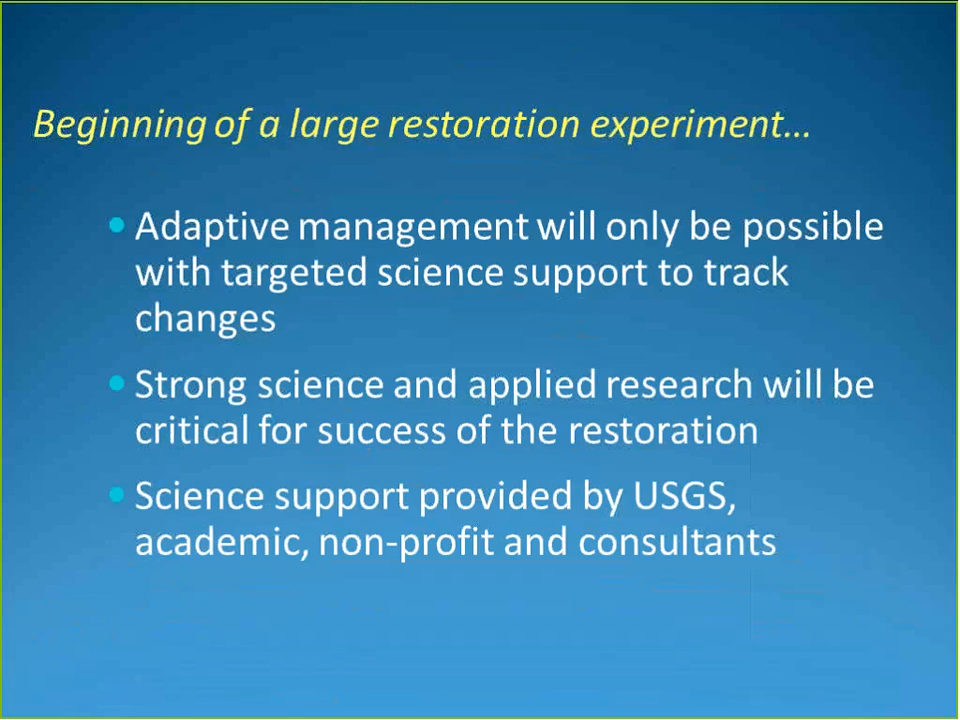 Beginning of a large restoration experiment…
• Adaptive management will only be possible
with targeted science support to track
changes
• Strong science and applied research will be
critical for success of the restoration
• Science support provided by USGS,
academic, non-profit and consultants